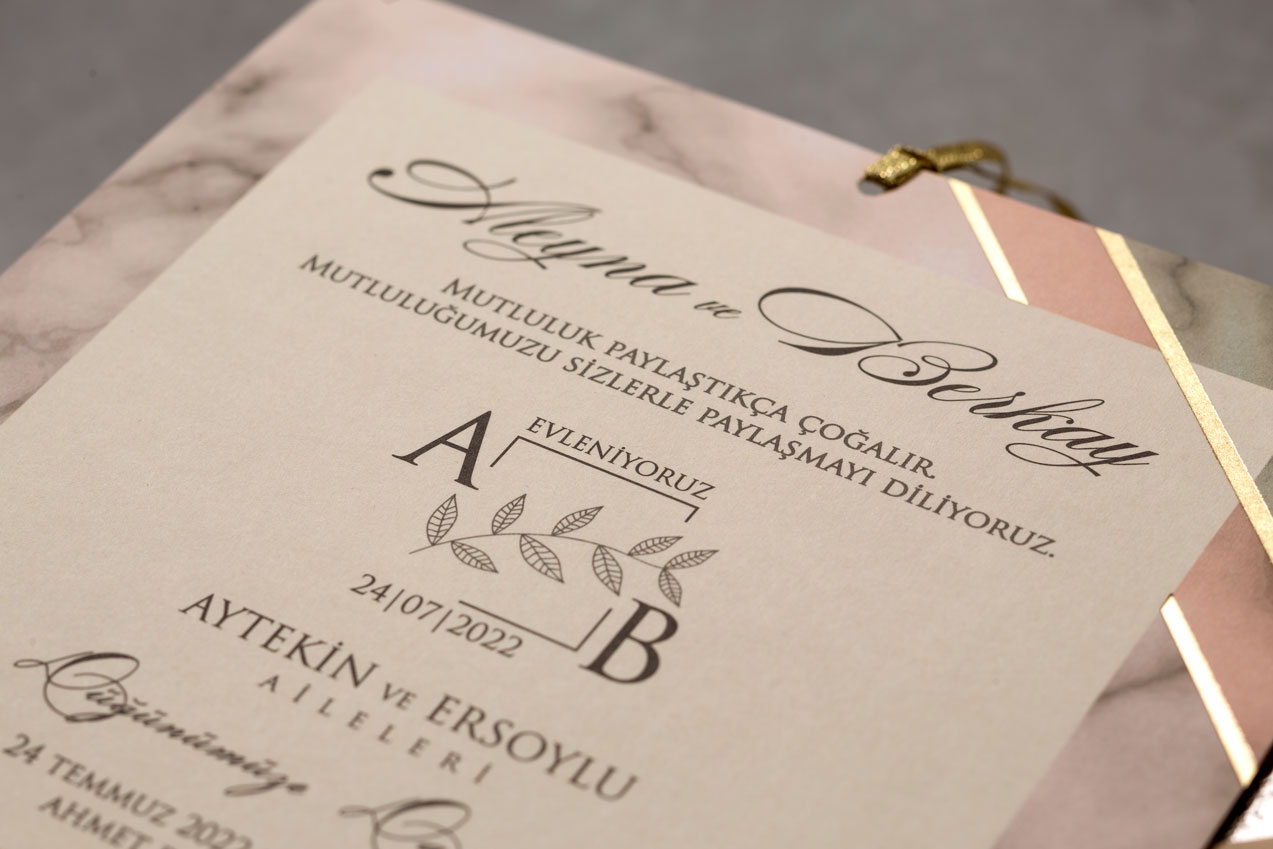 Aleyna ve Berkay
MUTLULUK PAYLAŞTIKÇA ÇOĞALIR.
MUTLULUĞUMUZU SİZLERLE PAYLAŞMAYI DİLİYORUZ.
A
EVLENİYORUZ
24|07|2022
B
AYTEKİN VE ERSOYLU
AİLELERİ
Düğünümüze
24 TEMMUZ 2022
AHMET